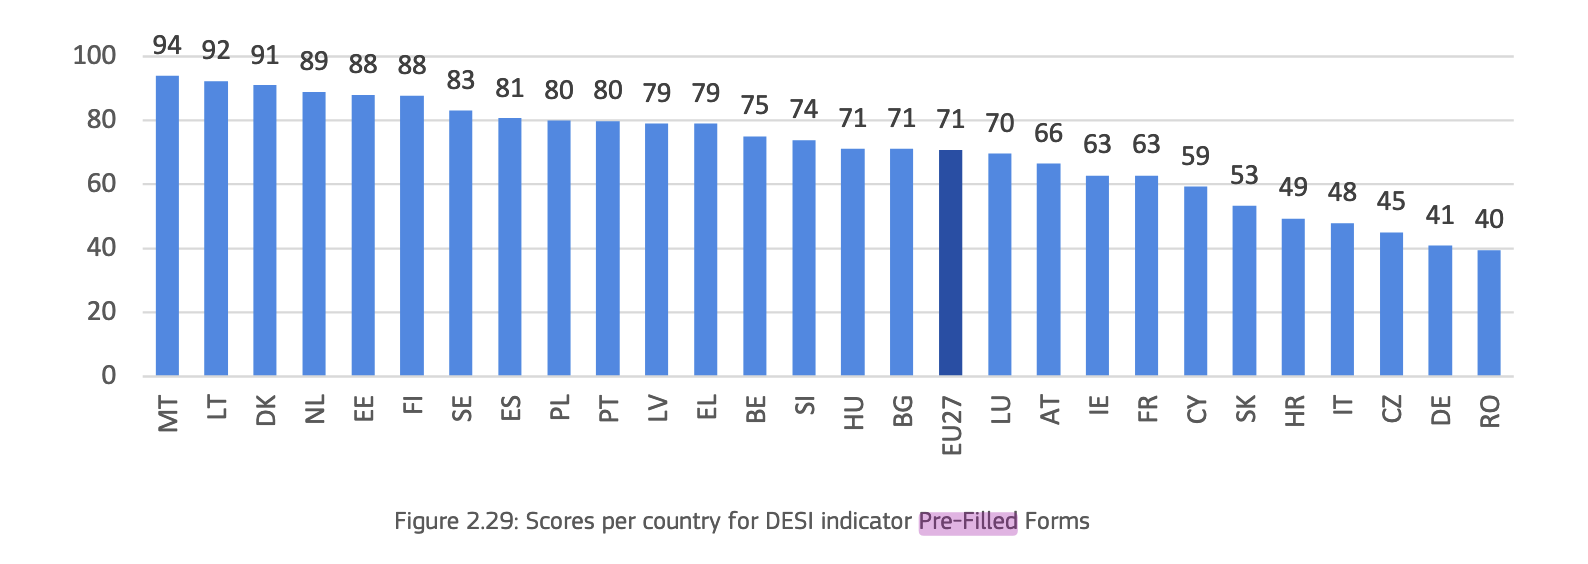 94 92 91 89 88 88 83 81 80 80 79 79 75 74 71 71 71 70 66 63 63 59 53 49 48 45 41 40
100
80
60
40
20
0
MT LT DK NL EE FI SE ES PL PT LV EL BE SI HU BG EU27 LU AT IE FR CY SK HR IT CZ DE RO
Figure 2.29: Scores per country for DESI indicator Pre-Filled Forms